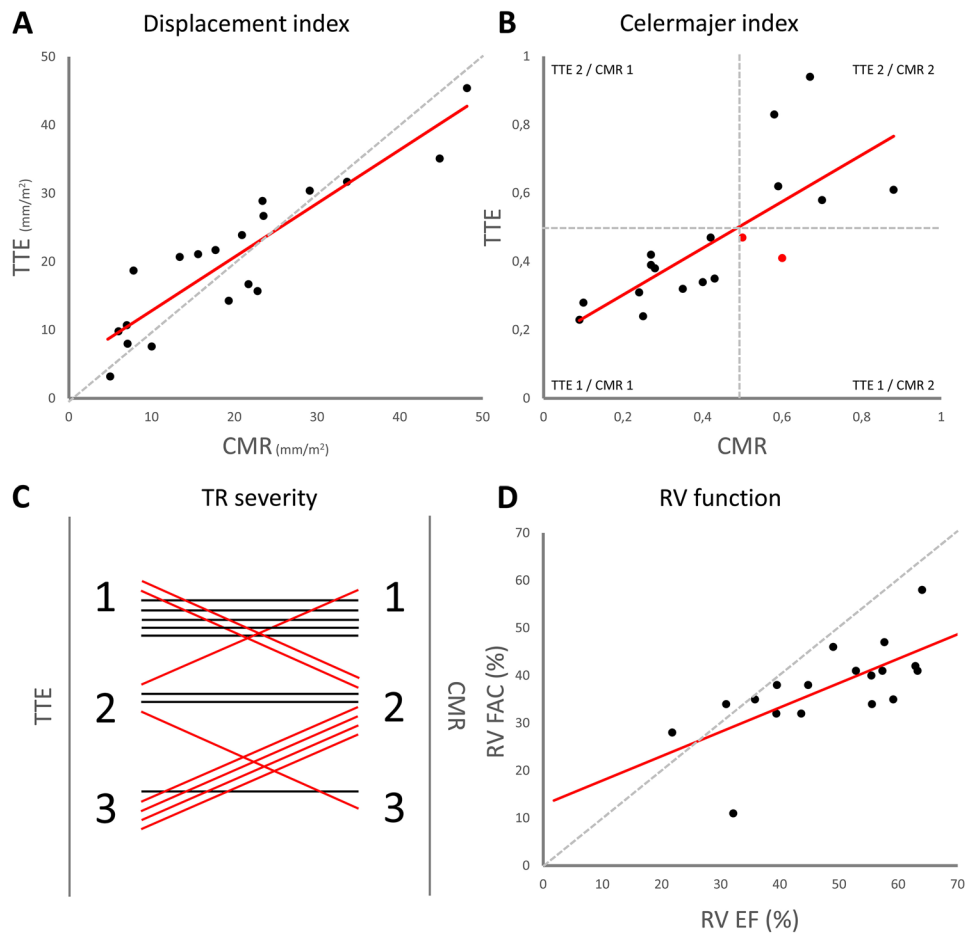 A Displacement index
50
40
30
20
10
0
TTE (mm/m²)
0 10 20 30 40 50
CMR (mm/m²)
B Celermajer index
TTE 2 / CMR 1 TTE 2 / CMR 2
1
0,8
0,6
0,4
0,2
0
TTE
TTE 1 / CMR 1 TTE 1 / CMR 2
0 0,2 0,4 0,6 0,8 1
CMR
C TR severity
TTE
1 1
2 2
3 3
CMR
D RV function
70
60
50
40
30
20
10
0
RV FAC (%)
0 10 20 30 40 50 60 70
RV EF (%)